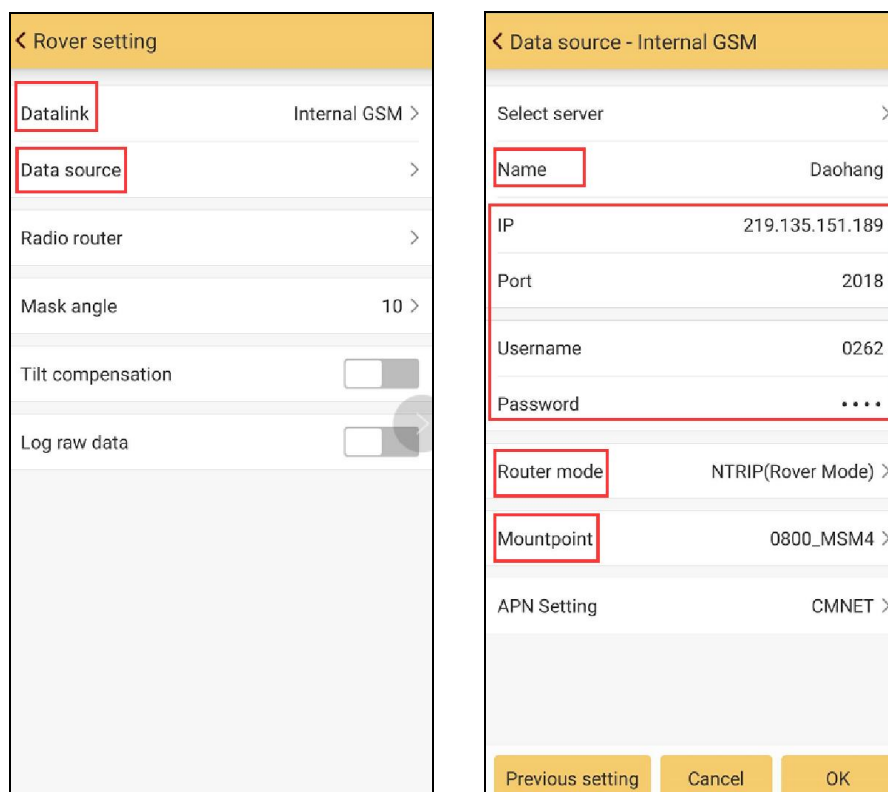 Rover setting
Datalink Internal GSM
Data source
Radio router
Mask angle 10
Tilt compensation
Log raw data
Data source - Internal GSM
Select server
Name Daohang
IP 219.135.151.189
Port 2018
Username 0262
Password ••••
Router mode NTRIP(Rover Mode)
Mountpoint 0800_MSM4
APN Setting CMNET
Previous setting Cancel OK